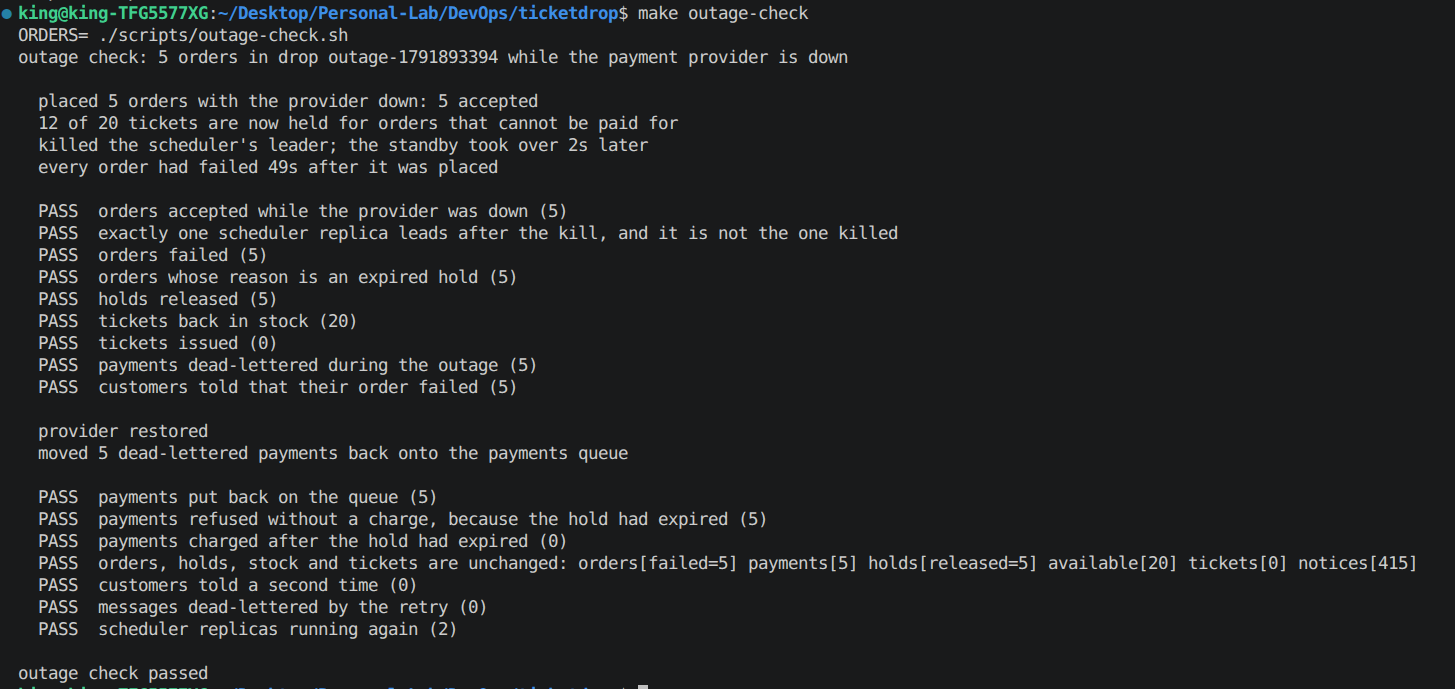 king@king-TFG5577XG:~/Desktop/Personal-Lab/DevOps/ticketdrop$ make outage-check
ORDERS= ./scripts/outage-check.sh
outage check: 5 orders in drop outage-1791893394 while the payment provider is down
placed 5 orders with the provider down: 5 accepted
12 of 20 tickets are now held for orders that cannot be paid for
killed the scheduler's leader; the standby took over 2s later
every order had failed 49s after it was placed
PASS  orders accepted while the provider was down (5)
PASS  exactly one scheduler replica leads after the kill, and it is not the one killed
PASS  orders failed (5)
PASS  orders whose reason is an expired hold (5)
PASS  holds released (5)
PASS  tickets back in stock (20)
PASS  tickets issued (0)
PASS  payments dead-lettered during the outage (5)
PASS  customers told that their order failed (5)
provider restored
moved 5 dead-lettered payments back onto the payments queue
PASS  payments put back on the queue (5)
PASS  payments refused without a charge, because the hold had expired (5)
PASS  payments charged after the hold had expired (0)
PASS  orders, holds, stock and tickets are unchanged: orders[failed=5] payments[5] holds[released=5] available[20] tickets[0] notices[415]
PASS  customers told a second time (0)
PASS  messages dead-lettered by the retry (0)
PASS  scheduler replicas running again (2)
outage check passed